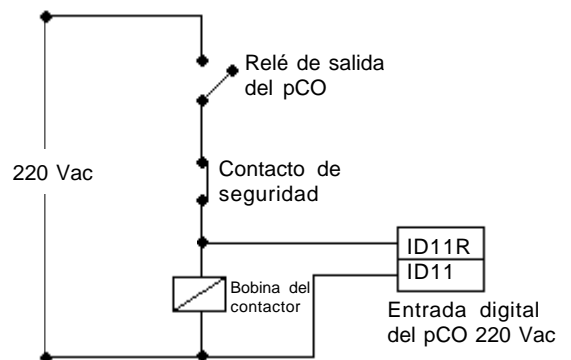 Relé de salida
del pCO
220 Vac
Contacto de
seguridad
ID11R
ID11
Bobina del
contactor
Entrada digital
del pCO 220 Vac